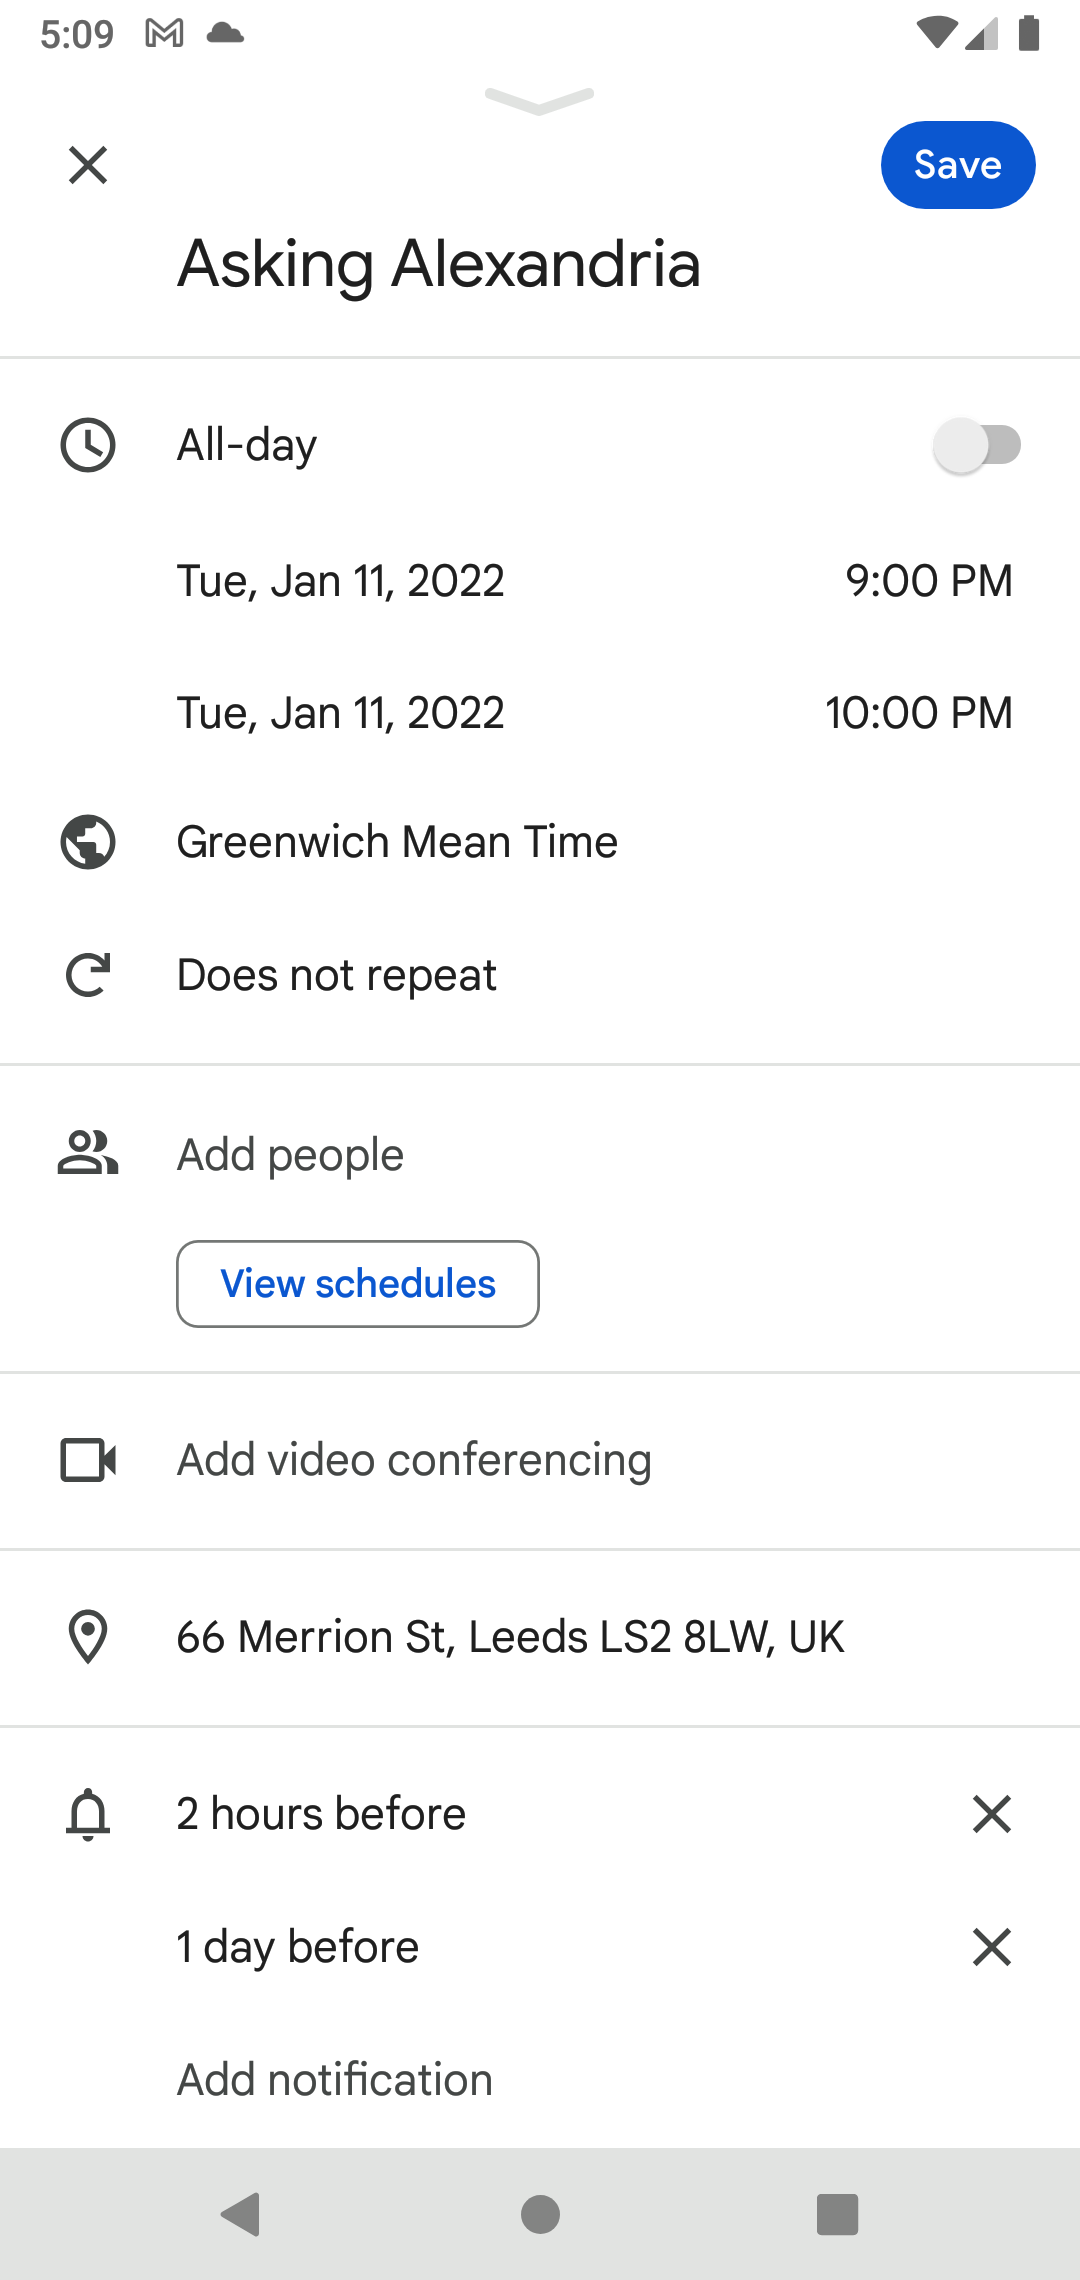 5:09
Save
Asking Alexandria
All-day
Tue, Jan 11, 2022 9:00 PM
Tue, Jan 11, 2022 10:00 PM
Greenwich Mean Time
Does not repeat
Add people
View schedules
Add video conferencing
66 Merrion St, Leeds LS2 8LW, UK
2 hours before
1 day before
Add notification